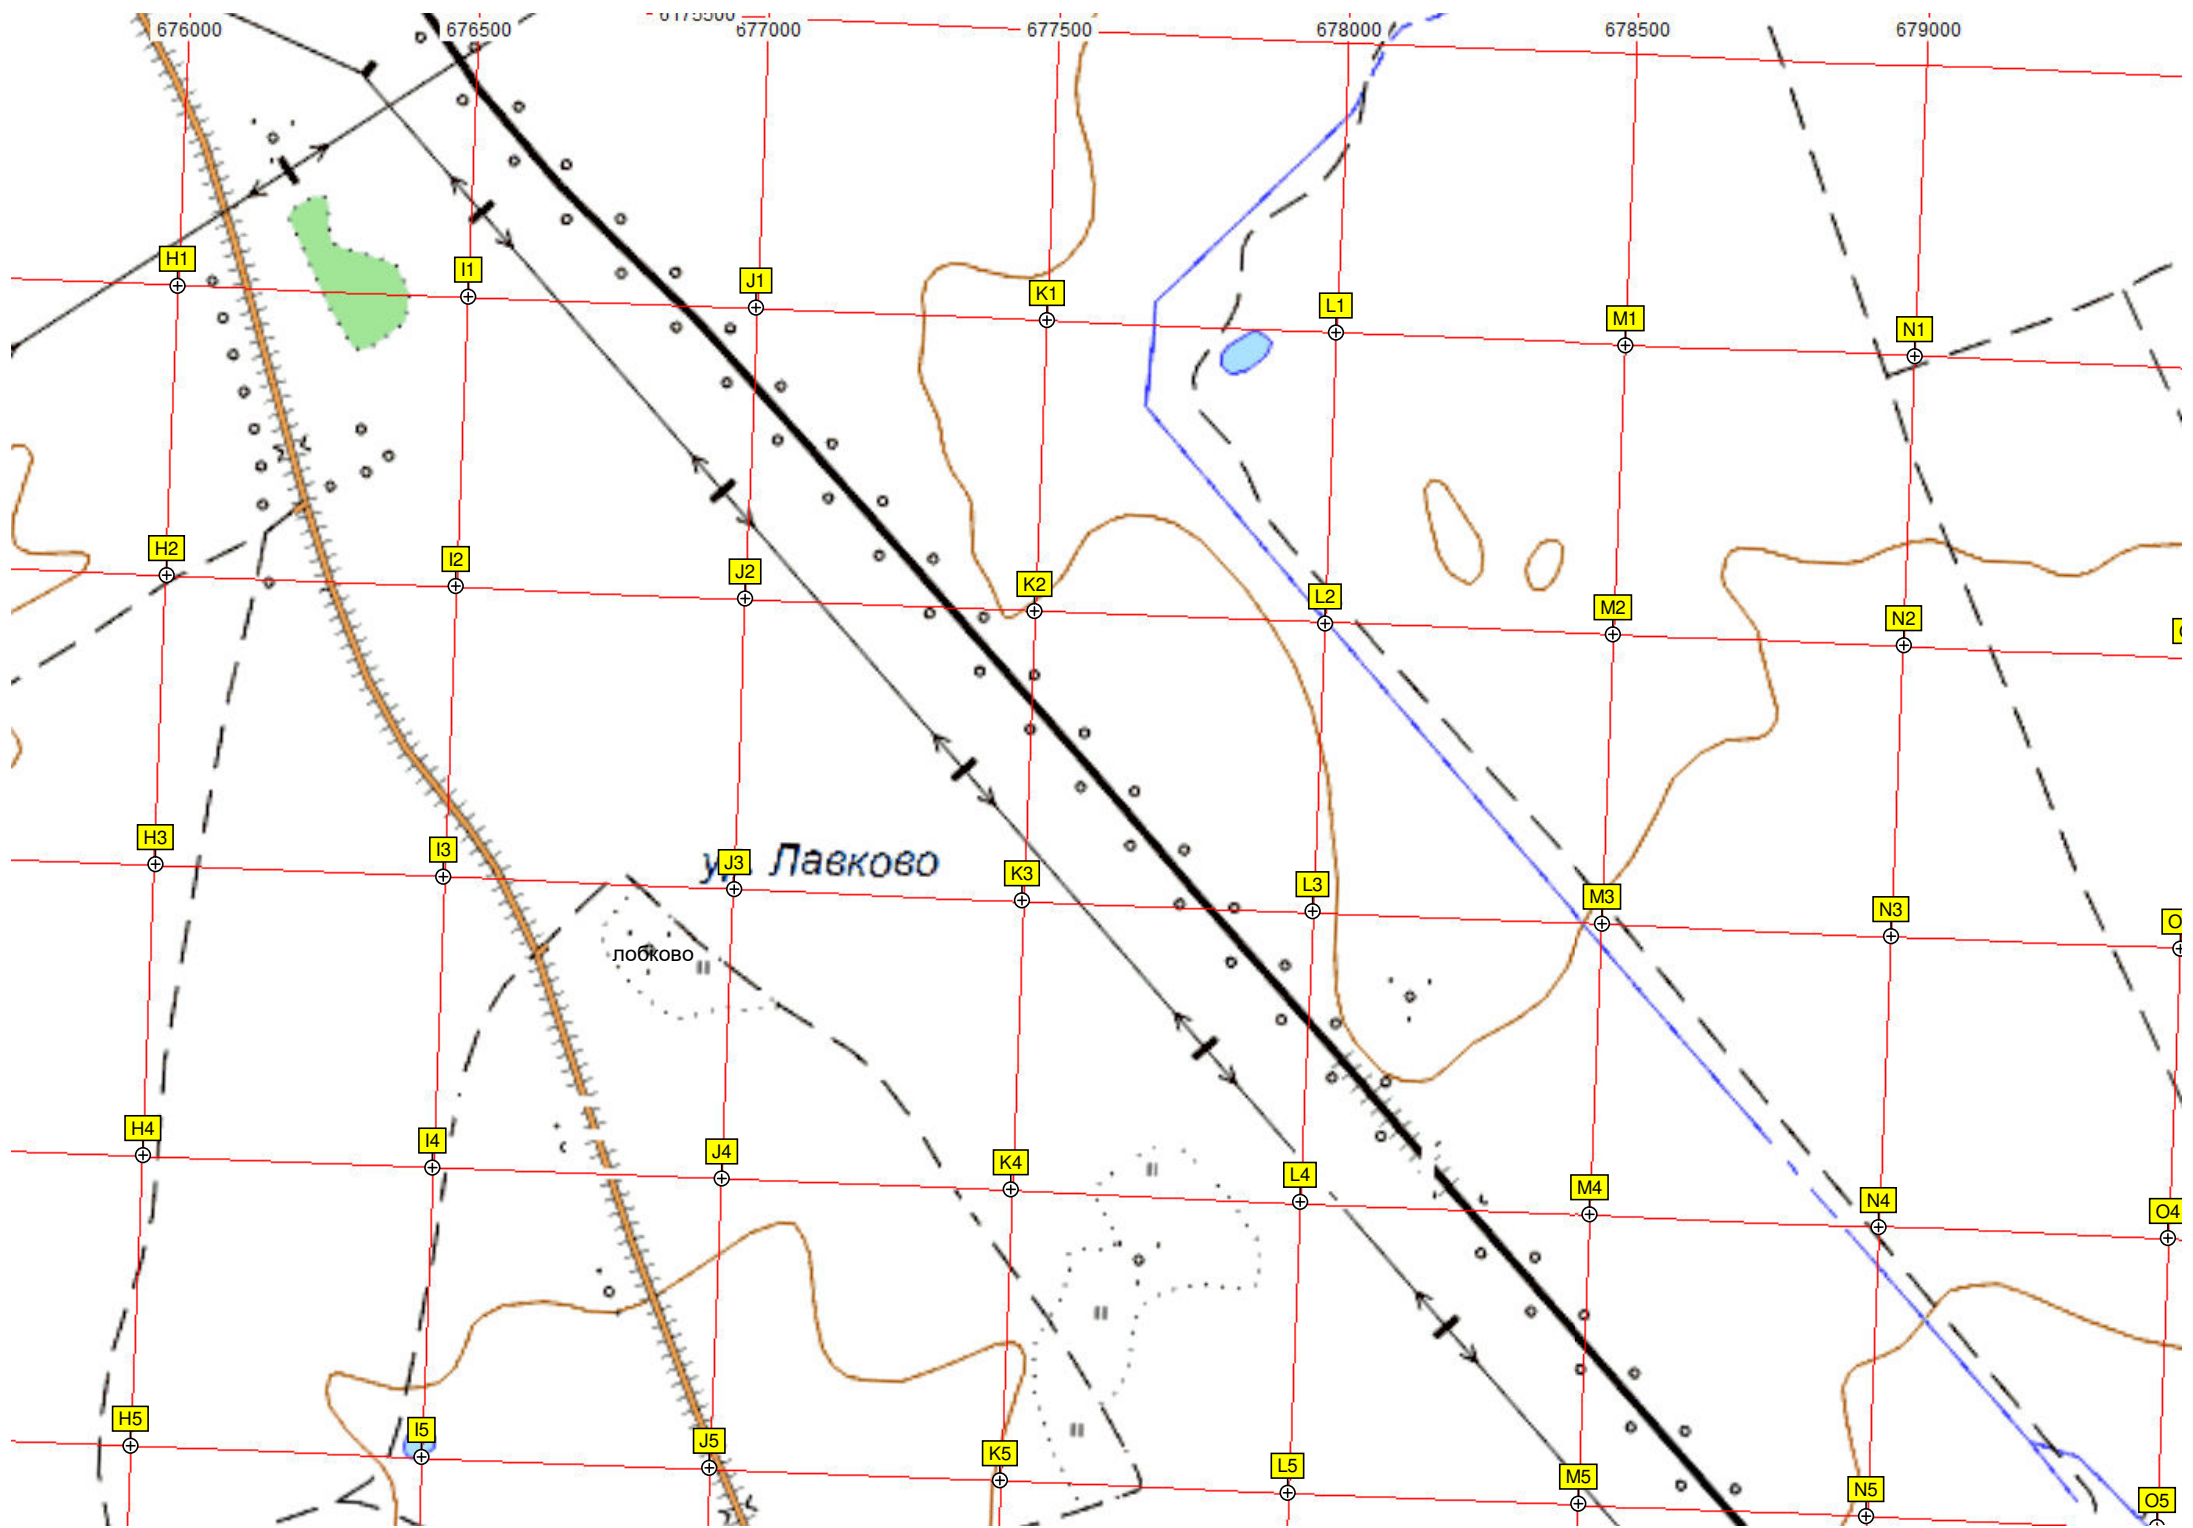 6175500
676000 676500 677000 677500 678000 678500 679000
H1 I1 J1 K1 L1 M1 N1
H2 I2 J2 K2 L2 M2 N2
H3 I3 J3 K3 L3 M3 N3 O
ур. Лавково
лобково
H4 I4 J4 K4 L4 M4 N4 O4
H5 I5 J5 K5 L5 M5 N5 O5